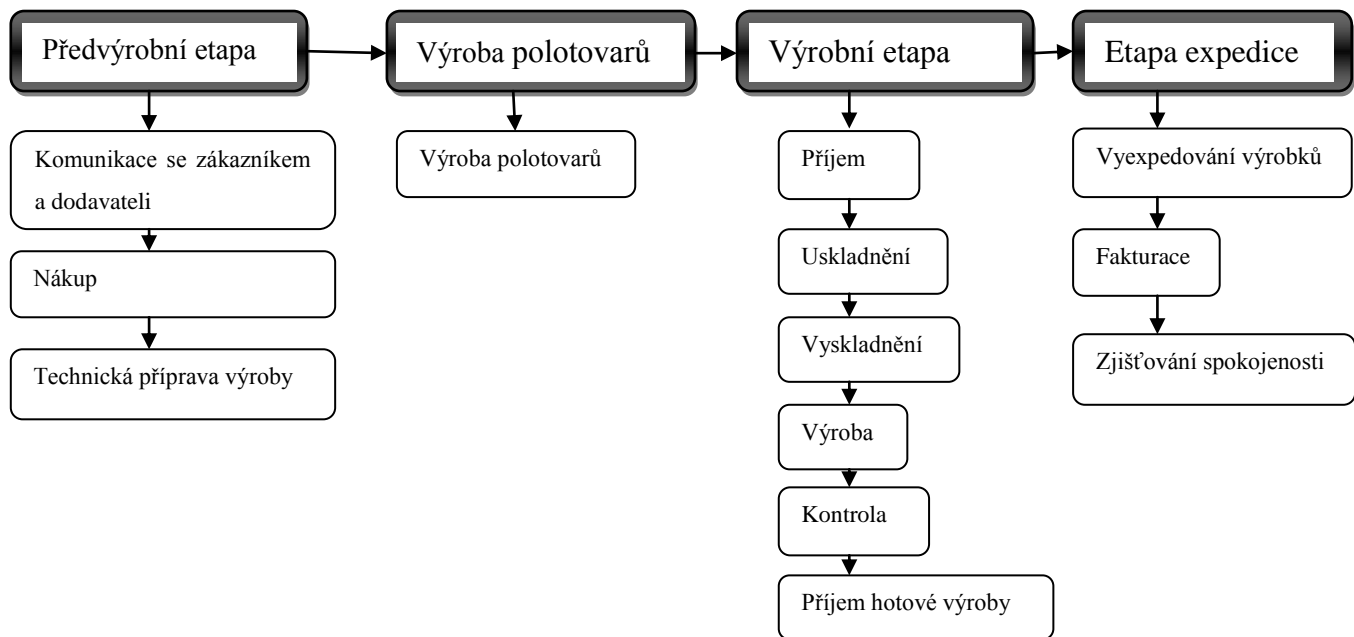 Předvýrobní etapa
Výroba polotovarů
Výrobní etapa
Etapa expedice
Komunikace se zákazníkem
a dodavateli
Nákup
Technická příprava výroby
Výroba polotovarů
Příjem
Uskladnění
Vyskladnění
Výroba
Kontrola
Příjem hotové výroby
Vyexpedování výrobků
Fakturace
Zjišťování spokojenosti